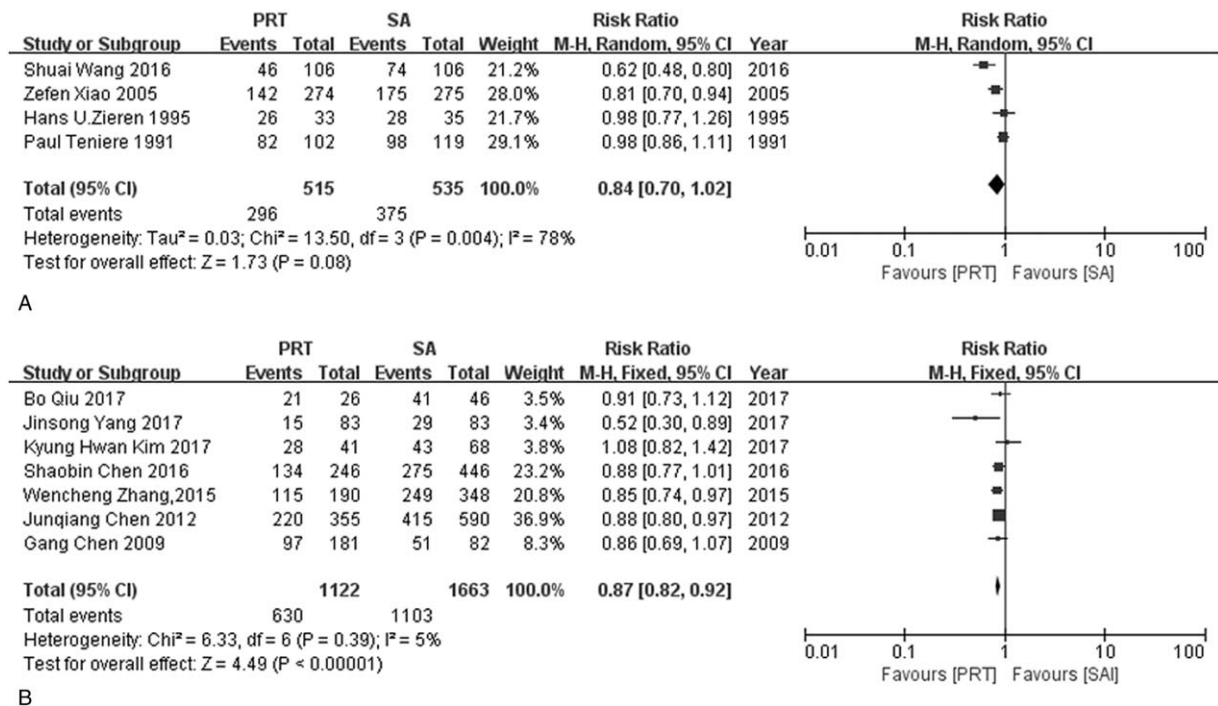 PRT SA Risk Ratio Risk Ratio
Study or Subgroup Events Total Events Total Weight M-H, Random, 95% CI Year M-H, Random, 95% CI
Shuai Wang 2016 46 106 74 106 21.2% 0.62 [0.48, 0.80] 2016
Zefen Xiao 2005 142 274 175 275 28.0% 0.81 [0.70, 0.94] 2005
Hans U.Zieren 1995 26 33 28 35 21.7% 0.98 [0.77, 1.26] 1995
Paul Teniere 1991 82 102 98 119 29.1% 0.98 [0.86, 1.11] 1991
Total (95% CI) 515 535 100.0% 0.84 [0.70, 1.02]
Total events 296 375
Heterogeneity: Tau² = 0.03; Chi² = 13.50, df = 3 (P = 0.004); I² = 78%
Test for overall effect: Z = 1.73 (P = 0.08)
0.01 0.1 1 10 100
Favours [PRT] Favours [SA]
A
PRT SA Risk Ratio Risk Ratio
Study or Subgroup Events Total Events Total Weight M-H, Fixed, 95% CI Year M-H, Fixed, 95% CI
Bo Qiu 2017 21 26 41 46 3.5% 0.91 [0.73, 1.12] 2017
Jinsong Yang 2017 15 83 29 83 3.4% 0.52 [0.30, 0.89] 2017
Kyung Hwan Kim 2017 28 41 43 68 3.8% 1.08 [0.82, 1.42] 2017
Shaobin Chen 2016 134 246 275 446 23.2% 0.88 [0.77, 1.01] 2016
Wencheng Zhang,2015 115 190 249 348 20.8% 0.85 [0.74, 0.97] 2015
Junqiang Chen 2012 220 355 415 590 36.9% 0.88 [0.80, 0.97] 2012
Gang Chen 2009 97 181 51 82 8.3% 0.86 [0.69, 1.07] 2009
Total (95% CI) 1122 1663 100.0% 0.87 [0.82, 0.92]
Total events 630 1103
Heterogeneity: Chi² = 6.33, df = 6 (P = 0.39); I² = 5%
Test for overall effect: Z = 4.49 (P < 0.00001)
0.01 0.1 1 10 100
Favours [PRT] Favours [SAI]
B